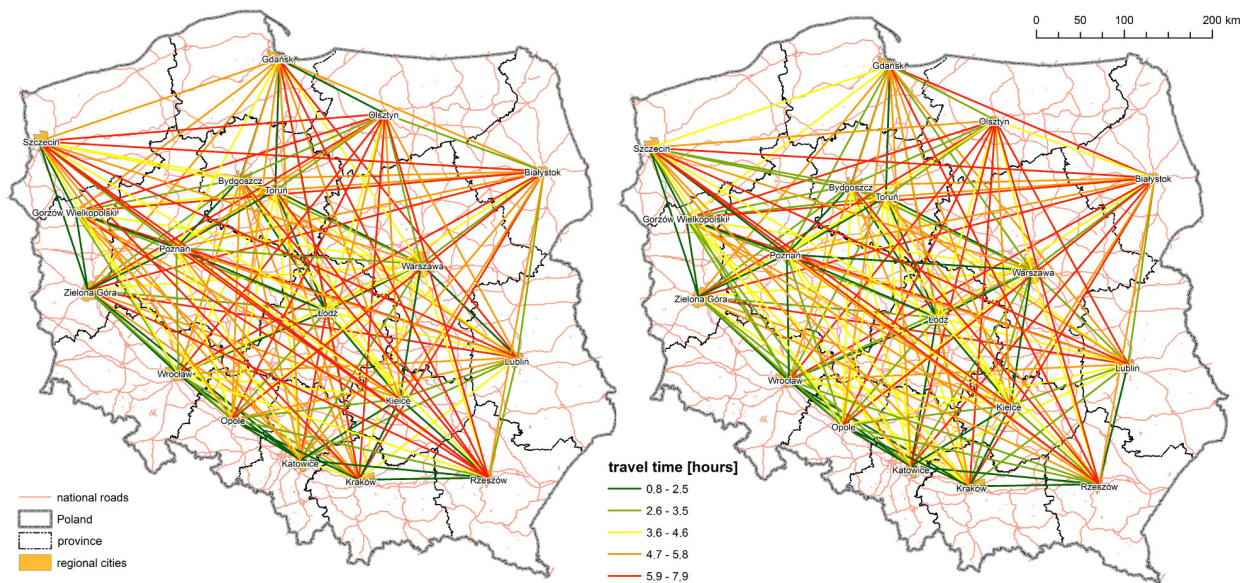 0 50 100 200 km
Gdańsk
Olsztyn
Szczecin
Białystok
Bydgoszcz
Toruń
Gorzów Wielkopolski
Poznań
Warszawa
Zielona Góra
Łódź
Lublin
Wrocław
Kielce
Opole
Katowice
Kraków
Rzeszów
national roads
Poland
province
regional cities
Gdańsk
Olsztyn
Szczecin
Białystok
Bydgoszcz
Toruń
Gorzów Wielkopolski
Poznań
Warszawa
Zielona Góra
Łódź
Lublin
Wrocław
Kielce
Opole
Katowice
Kraków
Rzeszów
travel time [hours]
0.8 - 2.5
2.6 - 3.5
3.6 - 4.6
4.7 - 5.8
5.9 - 7.9